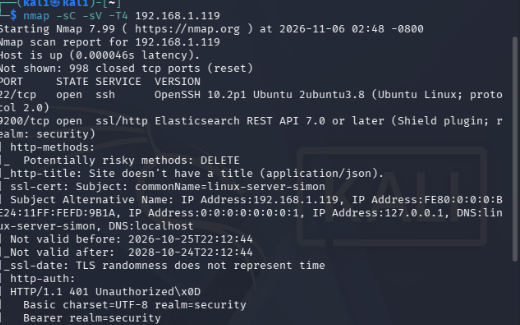 (kali㉿kali)-[~]
$ nmap -sC -sV -T4 192.168.1.119
Starting Nmap 7.99 ( https://nmap.org ) at 2026-11-06 02:48 -0800
Nmap scan report for 192.168.1.119
Host is up (0.000046s latency).
Not shown: 998 closed tcp ports (reset)
PORT     STATE SERVICE  VERSION
22/tcp   open  ssh      OpenSSH 10.2p1 Ubuntu 2ubuntu3.8 (Ubuntu Linux; proto
col 2.0)
9200/tcp open  ssl/http Elasticsearch REST API 7.0 or later (Shield plugin; r
ealm: security)
| http-methods:
|_  Potentially risky methods: DELETE
|_http-title: Site doesn't have a title (application/json).
| ssl-cert: Subject: commonName=linux-server-simon
| Subject Alternative Name: IP Address:192.168.1.119, IP Address:FE80:0:0:0:B
E24:11FF:FEFD:9B1A, IP Address:0:0:0:0:0:0:0:1, IP Address:127.0.0.1, DNS:lin
ux-server-simon, DNS:localhost
| Not valid before: 2026-10-25T22:12:44
|_Not valid after:  2028-10-24T22:12:44
|_ssl-date: TLS randomness does not represent time
| http-auth:
| HTTP/1.1 401 Unauthorized\x0D
|   Basic charset=UTF-8 realm=security
|   Bearer realm=security
KALI